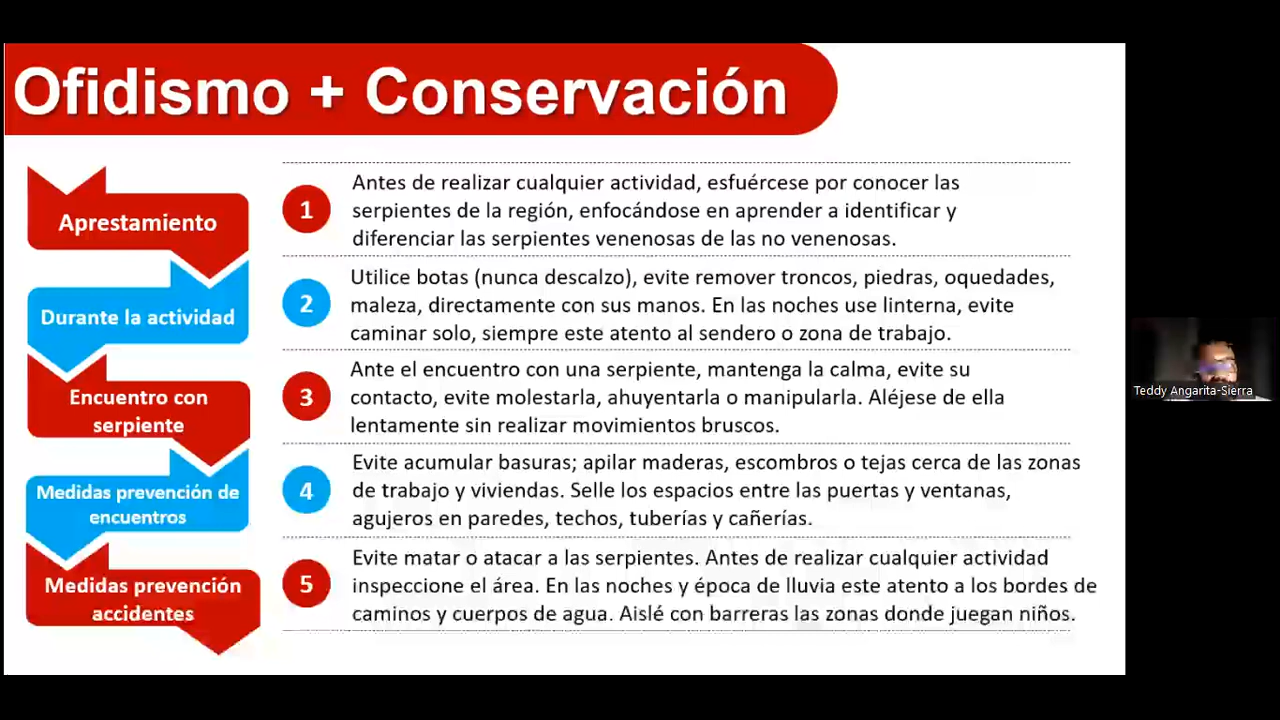 Ofidismo + Conservación
Aprestamiento
1
Antes de realizar cualquier actividad, esfuércese por conocer las
serpientes de la región, enfocándose en aprender a identificar y
diferenciar las serpientes venenosas de las no venenosas.
Durante la actividad
2
Utilice botas (nunca descalzo), evite remover troncos, piedras, oquedades,
maleza, directamente con sus manos. En las noches use linterna, evite
caminar solo, siempre este atento al sendero o zona de trabajo.
Encuentro con
serpiente
3
Ante el encuentro con una serpiente, mantenga la calma, evite su
contacto, evite molestarla, ahuyentarla o manipularla. Aléjese de ella
lentamente sin realizar movimientos bruscos.
Medidas prevención de
encuentros
4
Evite acumular basuras; apilar maderas, escombros o tejas cerca de las zonas
de trabajo y viviendas. Selle los espacios entre las puertas y ventanas,
agujeros en paredes, techos, tuberías y cañerías.
Medidas prevención
accidentes
5
Evite matar o atacar a las serpientes. Antes de realizar cualquier actividad
inspeccione el área. En las noches y época de lluvia este atento a los bordes de
caminos y cuerpos de agua. Aislé con barreras las zonas donde juegan niños.
Teddy Angarita-Sierra